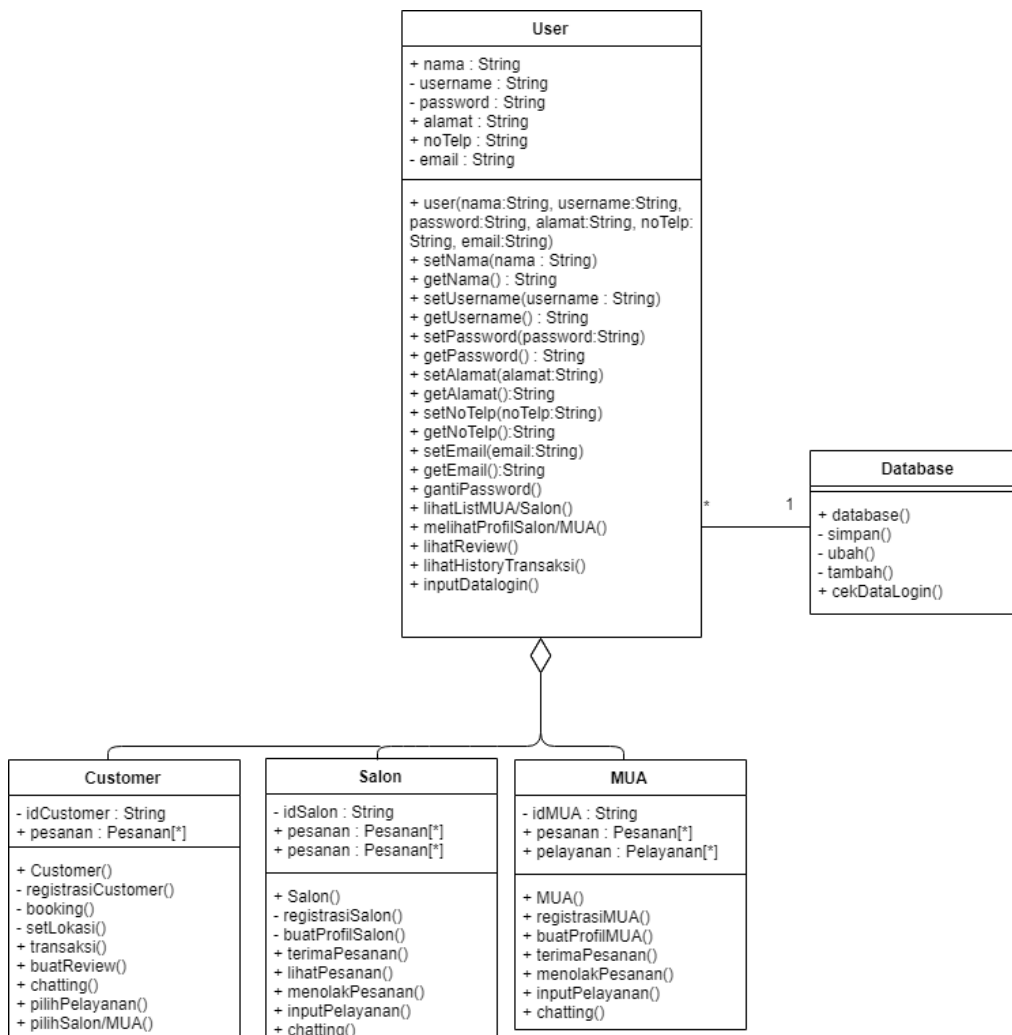 User
+ nama : String
- username : String
- password : String
+ alamat : String
+ noTelp : String
- email : String
+ user(nama:String, username:String,
password:String, alamat:String, noTelp:
String, email:String)
+ setNama(nama : String)
+ getNama() : String
+ setUsername(username : String)
+ getUsername() : String
+ setPassword(password:String)
+ getPassword() : String
+ setAlamat(alamat:String)
+ getAlamat():String
+ setNoTelp(noTelp:String)
+ getNoTelp():String
+ setEmail(email:String)
+ getEmail():String
+ gantiPassword()
+ lihatListMUA/Salon()
+ melihatProfilSalon/MUA()
+ lihatReview()
+ lihatHistoryTransaksi()
+ inputDatalogin()
* 1
Database
+ database()
- simpan()
- ubah()
- tambah()
+ cekDataLogin()
Customer
- idCustomer : String
+ pesanan : Pesanan[*]
+ Customer()
- registrasiCustomer()
- booking()
- setLokasi()
+ transaksi()
+ buatReview()
+ chatting()
+ pilihPelayanan()
+ pilihSalon/MUA()
Salon
- idSalon : String
+ pesanan : Pesanan[*]
+ pesanan : Pesanan[*]
+ Salon()
- registrasiSalon()
- buatProfilSalon()
+ terimaPesanan()
+ lihatPesanan()
+ menolakPesanan()
+ inputPelayanan()
+ chatting()
MUA
- idMUA : String
+ pesanan : Pesanan[*]
+ pelayanan : Pelayanan[*]
+ MUA()
+ registrasiMUA()
+ buatProfilMUA()
+ terimaPesanan()
+ menolakPesanan()
+ inputPelayanan()
+ chatting()